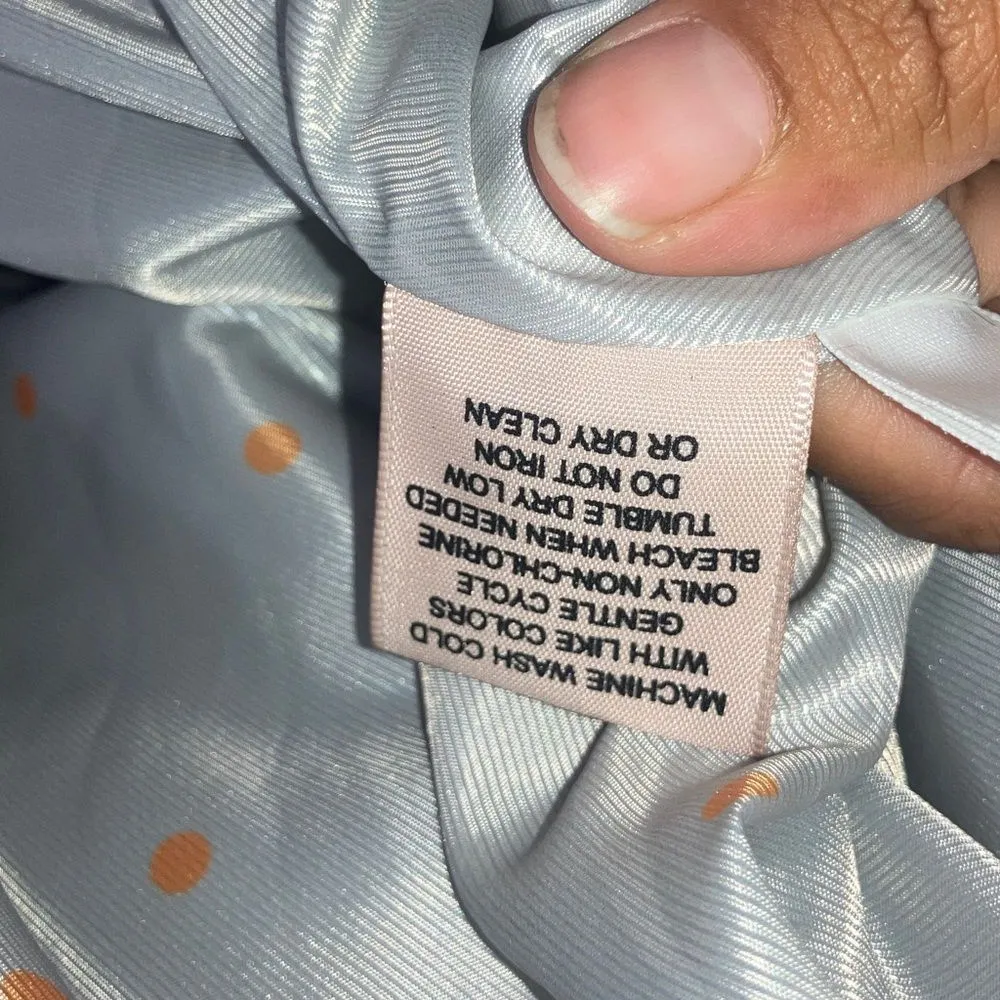 MACHINE WASH COLD
WITH LIKE COLORS
GENTLE CYCLE
ONLY NON-CHLORINE
BLEACH WHEN NEEDED
TUMBLE DRY LOW
DO NOT IRON
OR DRY CLEAN